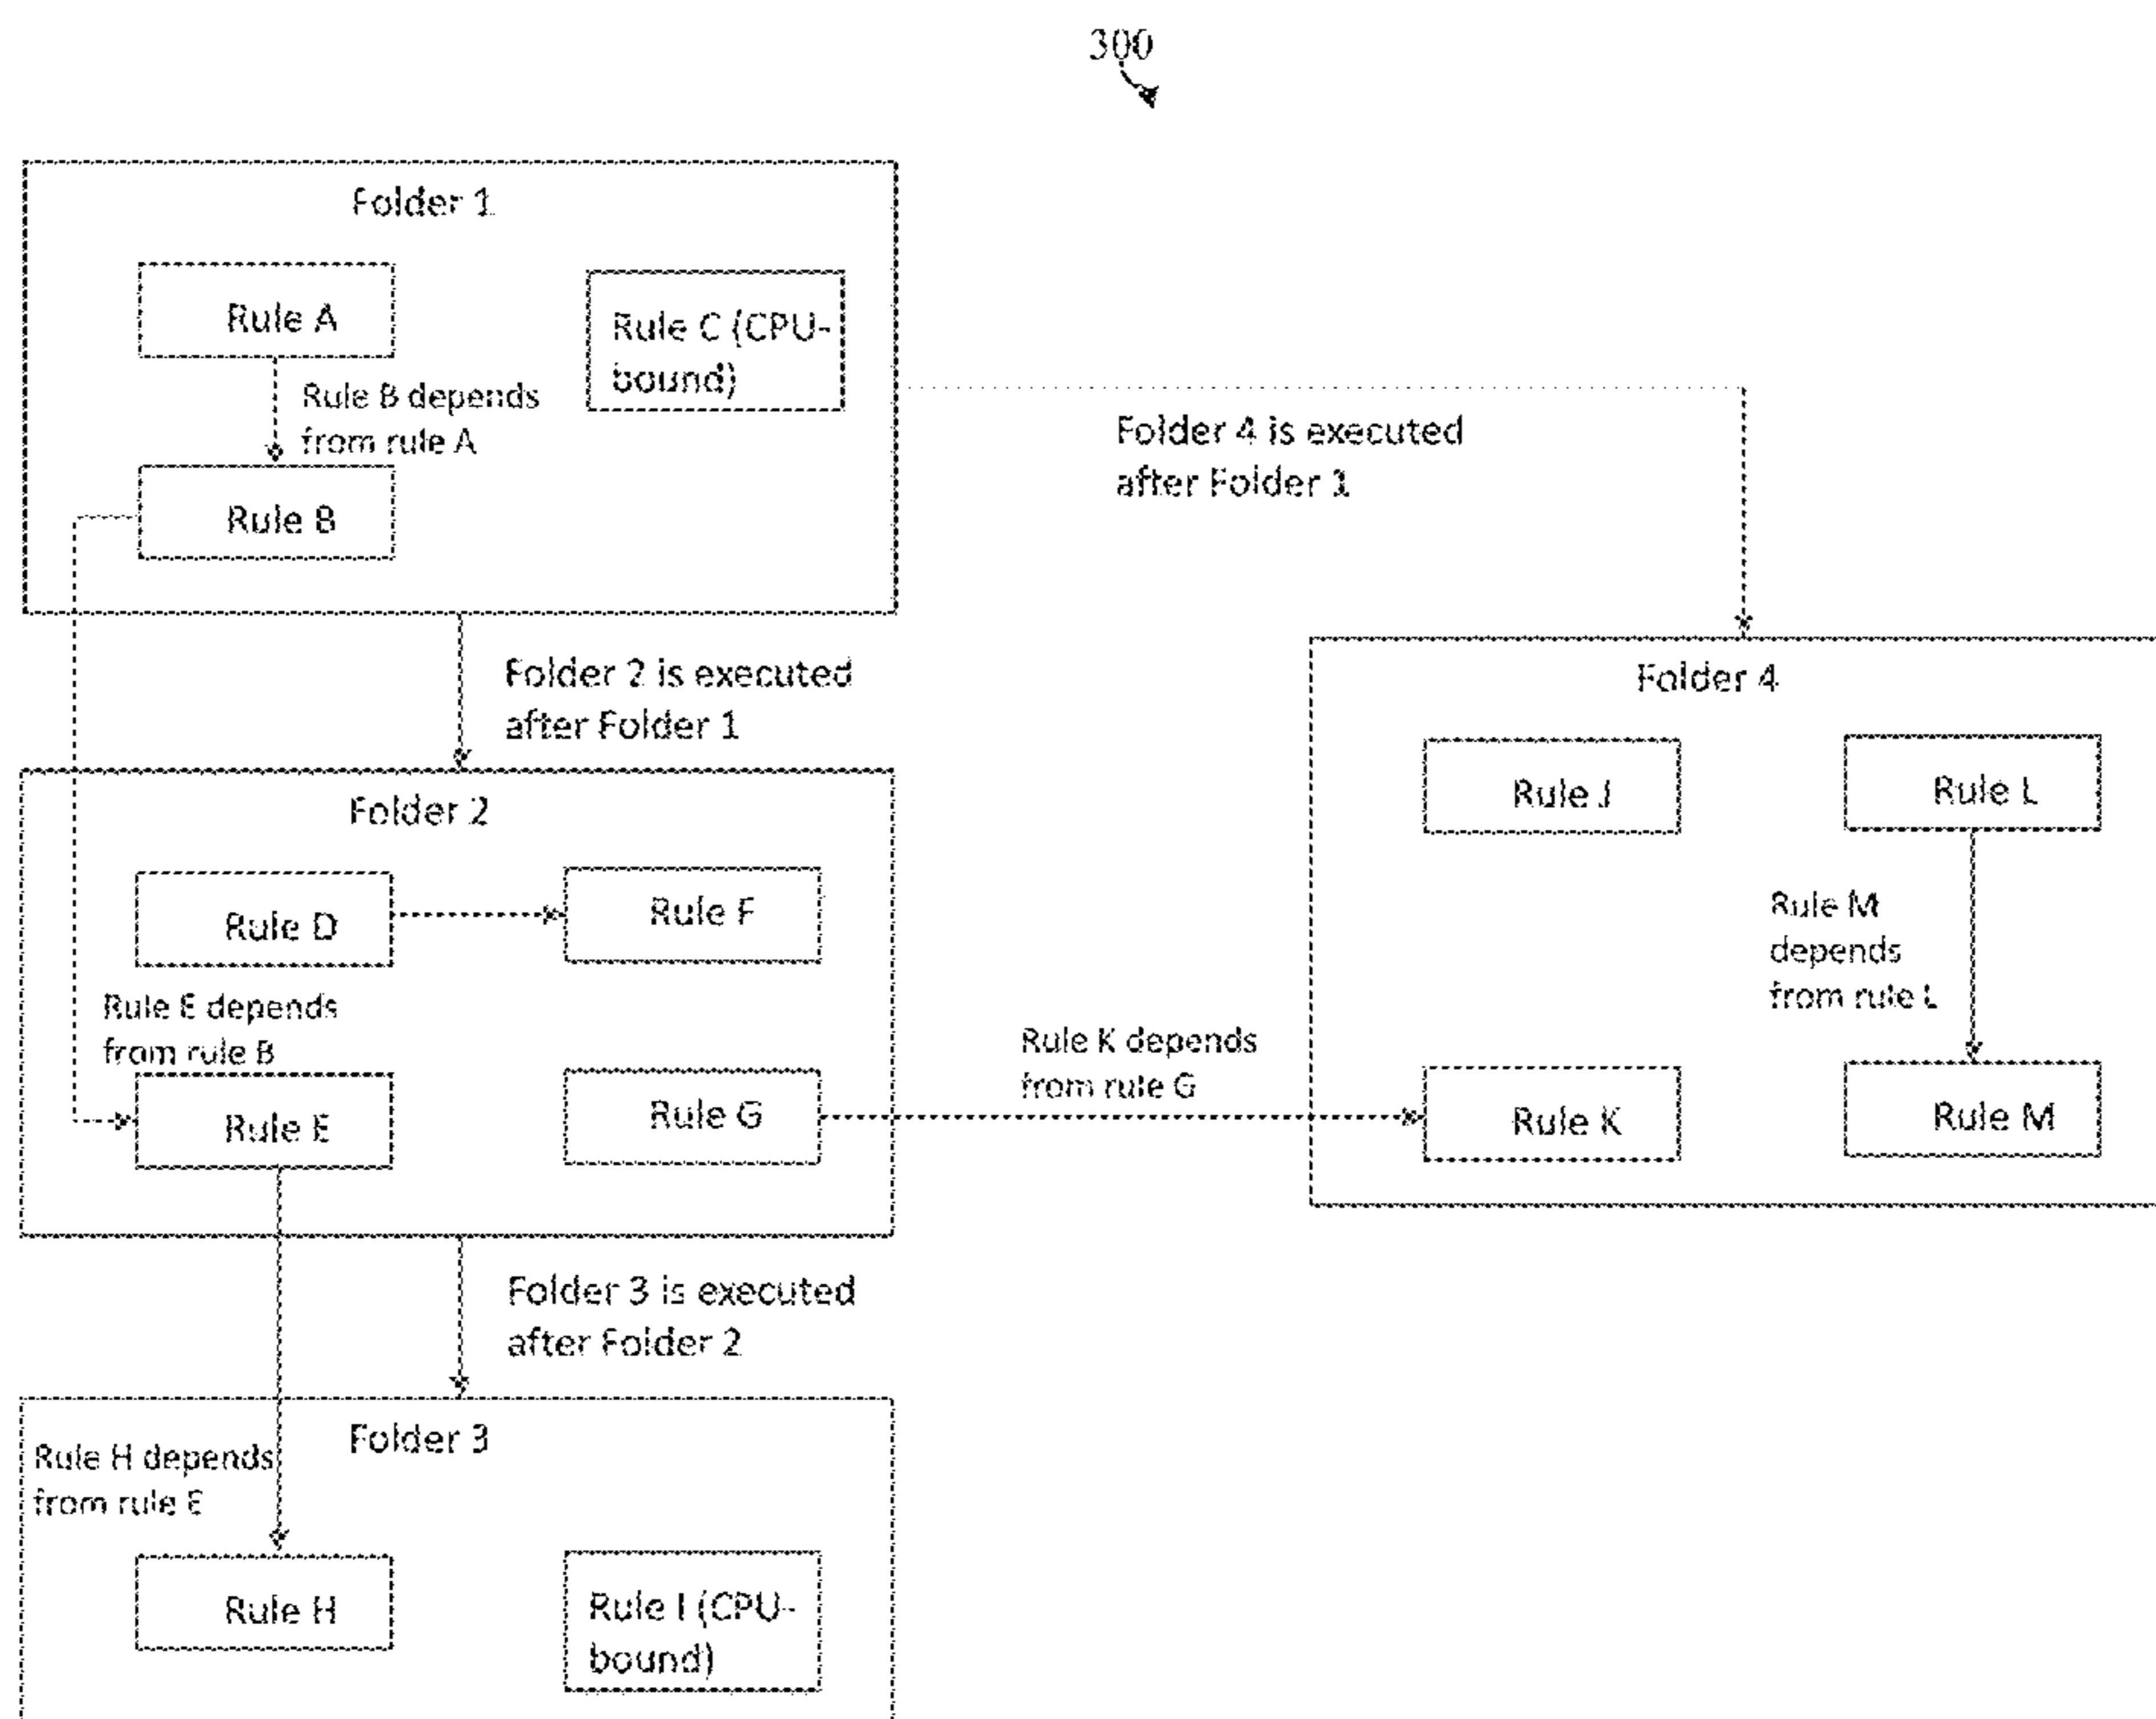 300
Folder 1
Rule A
Rule C (CPU-
bound)
Rule B depends
from rule A
Rule B
Folder 4 is executed
after Folder 1
Folder 2 is executed
after Folder 1
Folder 4
Rule J
Rule L
Folder 2
Rule D
Rule F
Rule M
depends
from rule L
Rule E depends
from rule B
Rule K depends
from rule G
Rule E
Rule G
Rule K
Rule M
Folder 3 is executed
after Folder 2
Folder 3
Rule H depends
from rule E
Rule H
Rule I (CPU-
bound)